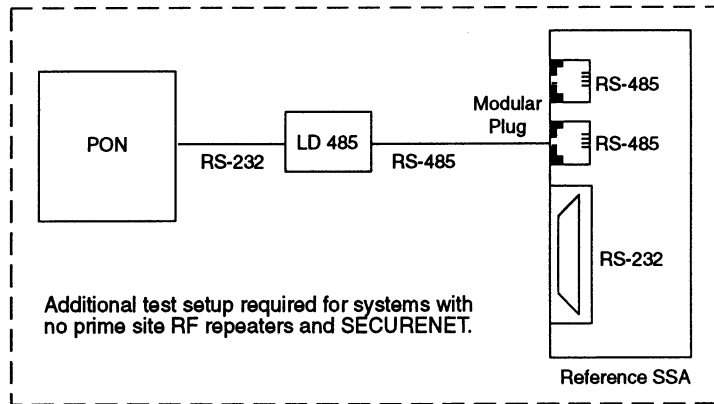 RS-485
Modular
Plug
PON
LD 485
RS-485
RS-232
RS-485
RS-232
Additional test setup required for systems with
no prime site RF repeaters and SECURENET.
Reference SSA